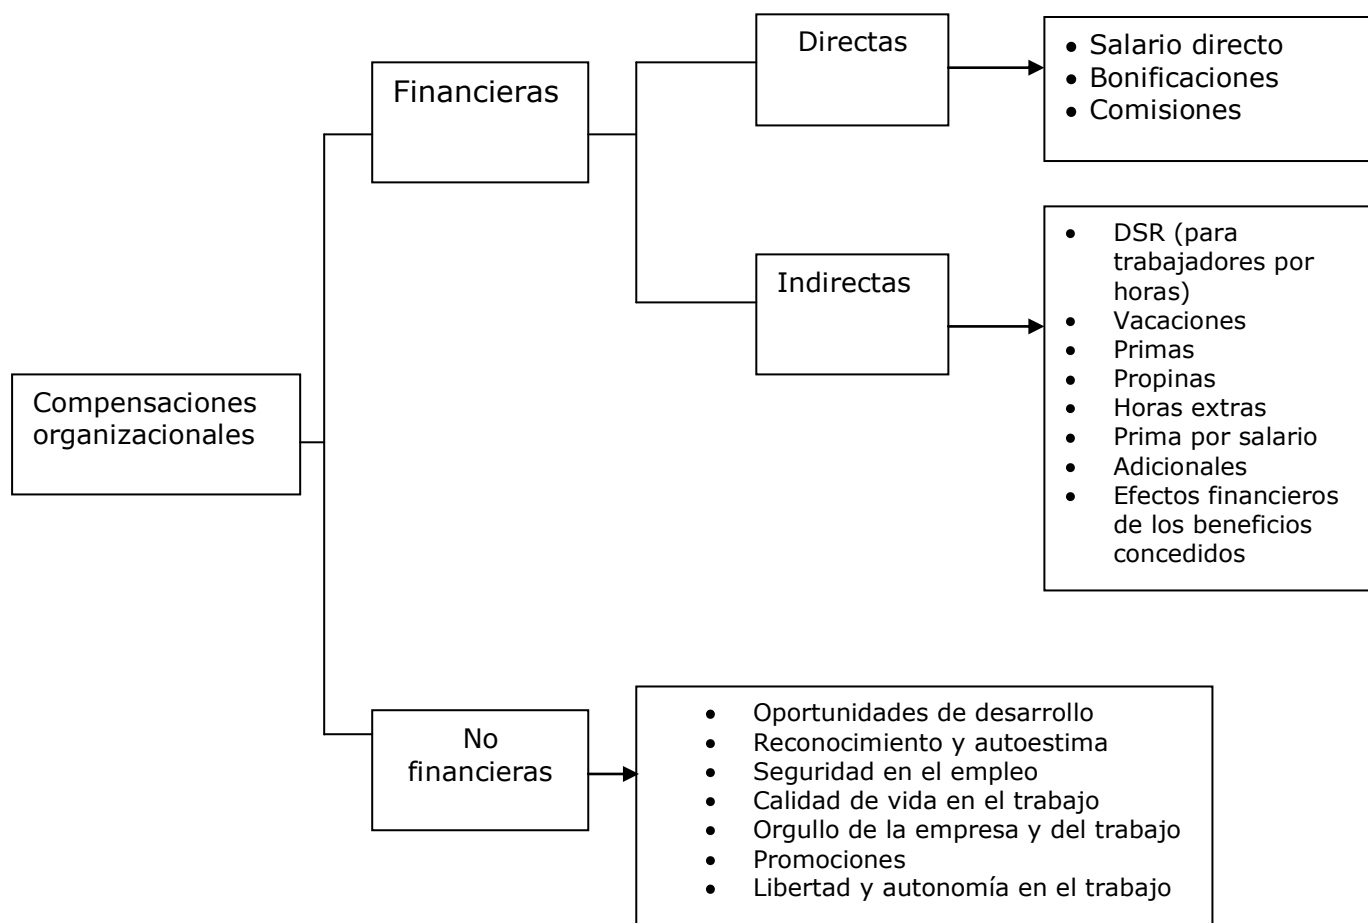 Compensaciones
organizacionales
Financieras
Directas
• Salario directo
• Bonificaciones
• Comisiones
Indirectas
• DSR (para
trabajadores por
horas)
• Vacaciones
• Primas
• Propinas
• Horas extras
• Prima por salario
• Adicionales
• Efectos financieros
de los beneficios
concedidos
No
financieras
• Oportunidades de desarrollo
• Reconocimiento y autoestima
• Seguridad en el empleo
• Calidad de vida en el trabajo
• Orgullo de la empresa y del trabajo
• Promociones
• Libertad y autonomía en el trabajo